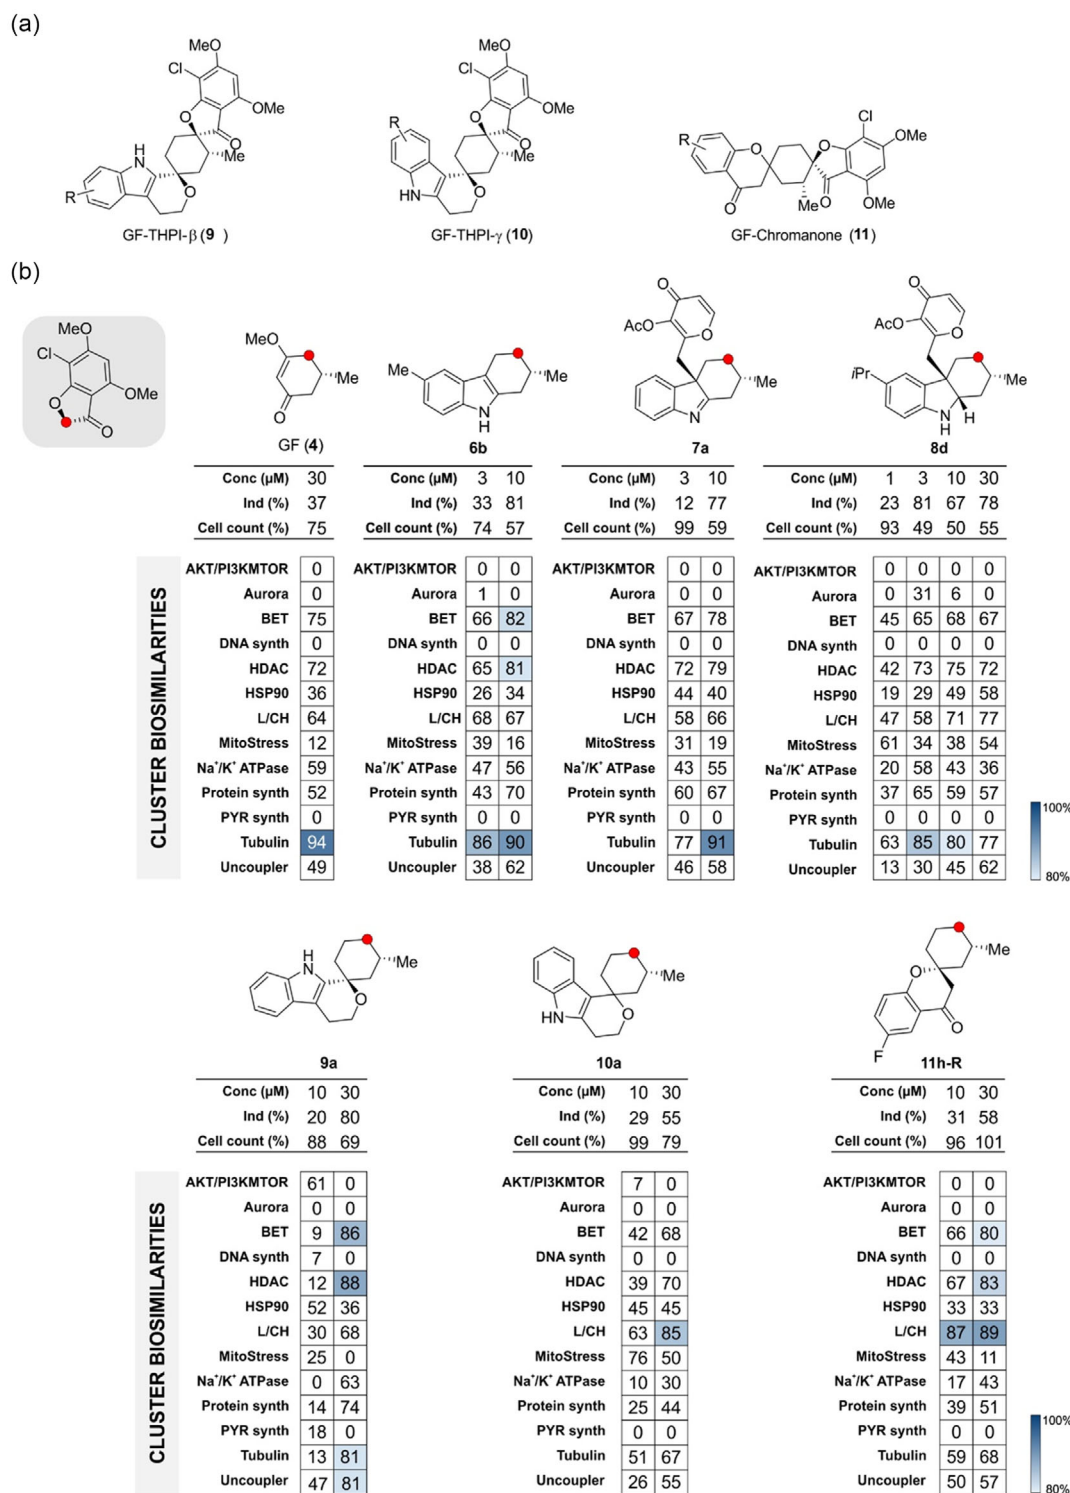 (a)
MeO
Cl
OMe
O
O
R
H
N
Me
O
GF-THPI-β (9 )
MeO
Cl
OMe
O
O
R
Me
HN
O
GF-THPI-γ (10)
R
O
O
O
Cl
OMe
O
Me
OMe
GF-Chromanone (11)
(b)
MeO
Cl
OMe
O
O
MeO
Me
O
GF (4)
Me
Me
N
H
6b
O
AcO
O
Me
N
7a
O
AcO
O
iPr
Me
N
H
H
8d
Conc (μM) 30
Ind (%) 37
Cell count (%) 75
Conc (μM) 3 10
Ind (%) 33 81
Cell count (%) 74 57
Conc (μM) 3 10
Ind (%) 12 77
Cell count (%) 99 59
Conc (μM) 1 3 10 30
Ind (%) 23 81 67 78
Cell count (%) 93 49 50 55
CLUSTER BIOSIMILARITIES
AKT/PI3KMTOR 0
Aurora 0
BET 75
DNA synth 0
HDAC 72
HSP90 36
L/CH 64
MitoStress 12
Na⁺/K⁺ ATPase 59
Protein synth 52
PYR synth 0
Tubulin 94
Uncoupler 49
AKT/PI3KMTOR 0 0
Aurora 1 0
BET 66 82
DNA synth 0 0
HDAC 65 81
HSP90 26 34
L/CH 68 67
MitoStress 39 16
Na⁺/K⁺ ATPase 47 56
Protein synth 43 70
PYR synth 0 0
Tubulin 86 90
Uncoupler 38 62
AKT/PI3KMTOR 0 0
Aurora 0 0
BET 67 78
DNA synth 0 0
HDAC 72 79
HSP90 44 40
L/CH 58 66
MitoStress 31 19
Na⁺/K⁺ ATPase 43 55
Protein synth 60 67
PYR synth 0 0
Tubulin 77 91
Uncoupler 46 58
AKT/PI3KMTOR 0 0 0 0
Aurora 0 31 6 0
BET 45 65 68 67
DNA synth 0 0 0 0
HDAC 42 73 75 72
HSP90 19 29 49 58
L/CH 47 58 71 77
MitoStress 61 34 38 54
Na⁺/K⁺ ATPase 20 58 43 36
Protein synth 37 65 59 57
PYR synth 0 0 0 0
Tubulin 63 85 80 77
Uncoupler 13 30 45 62
100%
80%
H
N
Me
O
9a
Me
HN
O
10a
Me
O
O
F
11h-R
Conc (μM) 10 30
Ind (%) 20 80
Cell count (%) 88 69
Conc (μM) 10 30
Ind (%) 29 55
Cell count (%) 99 79
Conc (μM) 10 30
Ind (%) 31 58
Cell count (%) 96 101
CLUSTER BIOSIMILARITIES
AKT/PI3KMTOR 61 0
Aurora 0 0
BET 9 86
DNA synth 7 0
HDAC 12 88
HSP90 52 36
L/CH 30 68
MitoStress 25 0
Na⁺/K⁺ ATPase 0 63
Protein synth 14 74
PYR synth 18 0
Tubulin 13 81
Uncoupler 47 81
AKT/PI3KMTOR 7 0
Aurora 0 0
BET 42 68
DNA synth 0 0
HDAC 39 70
HSP90 45 45
L/CH 63 85
MitoStress 76 50
Na⁺/K⁺ ATPase 10 30
Protein synth 25 44
PYR synth 0 0
Tubulin 51 67
Uncoupler 26 55
AKT/PI3KMTOR 0 0
Aurora 0 0
BET 66 80
DNA synth 0 0
HDAC 67 83
HSP90 33 33
L/CH 87 89
MitoStress 43 11
Na⁺/K⁺ ATPase 17 43
Protein synth 39 51
PYR synth 0 0
Tubulin 59 68
Uncoupler 50 57
100%
80%